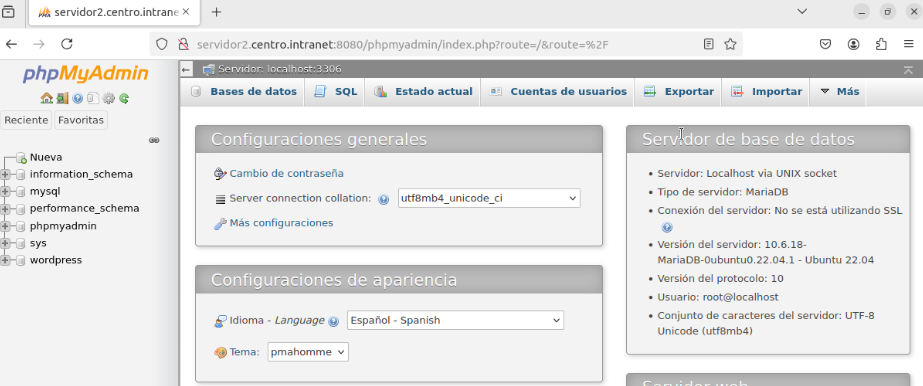 servidor2.centro.intrane
servidor2.centro.intranet:8080/phpmyadmin/index.php?route=/&route=%2F
phpMyAdmin
Reciente
Favoritas
Nueva
information_schema
mysql
performance_schema
phpmyadmin
sys
wordpress
Servidor: localhost:3306
Bases de datos
SQL
Estado actual
Cuentas de usuarios
Exportar
Importar
Más
Configuraciones generales
Cambio de contraseña
Server connection collation:
utf8mb4_unicode_ci
Más configuraciones
Configuraciones de apariencia
Idioma - Language
Español - Spanish
Tema:
pmahomme
Servidor de base de datos
Servidor: Localhost via UNIX socket
Tipo de servidor: MariaDB
Conexión del servidor: No se está utilizando SSL
Versión del servidor: 10.6.18-
MariaDB-0ubuntu0.22.04.1 - Ubuntu 22.04
Versión del protocolo: 10
Usuario: root@localhost
Conjunto de caracteres del servidor: UTF-8
Unicode (utf8mb4)
Servidor web